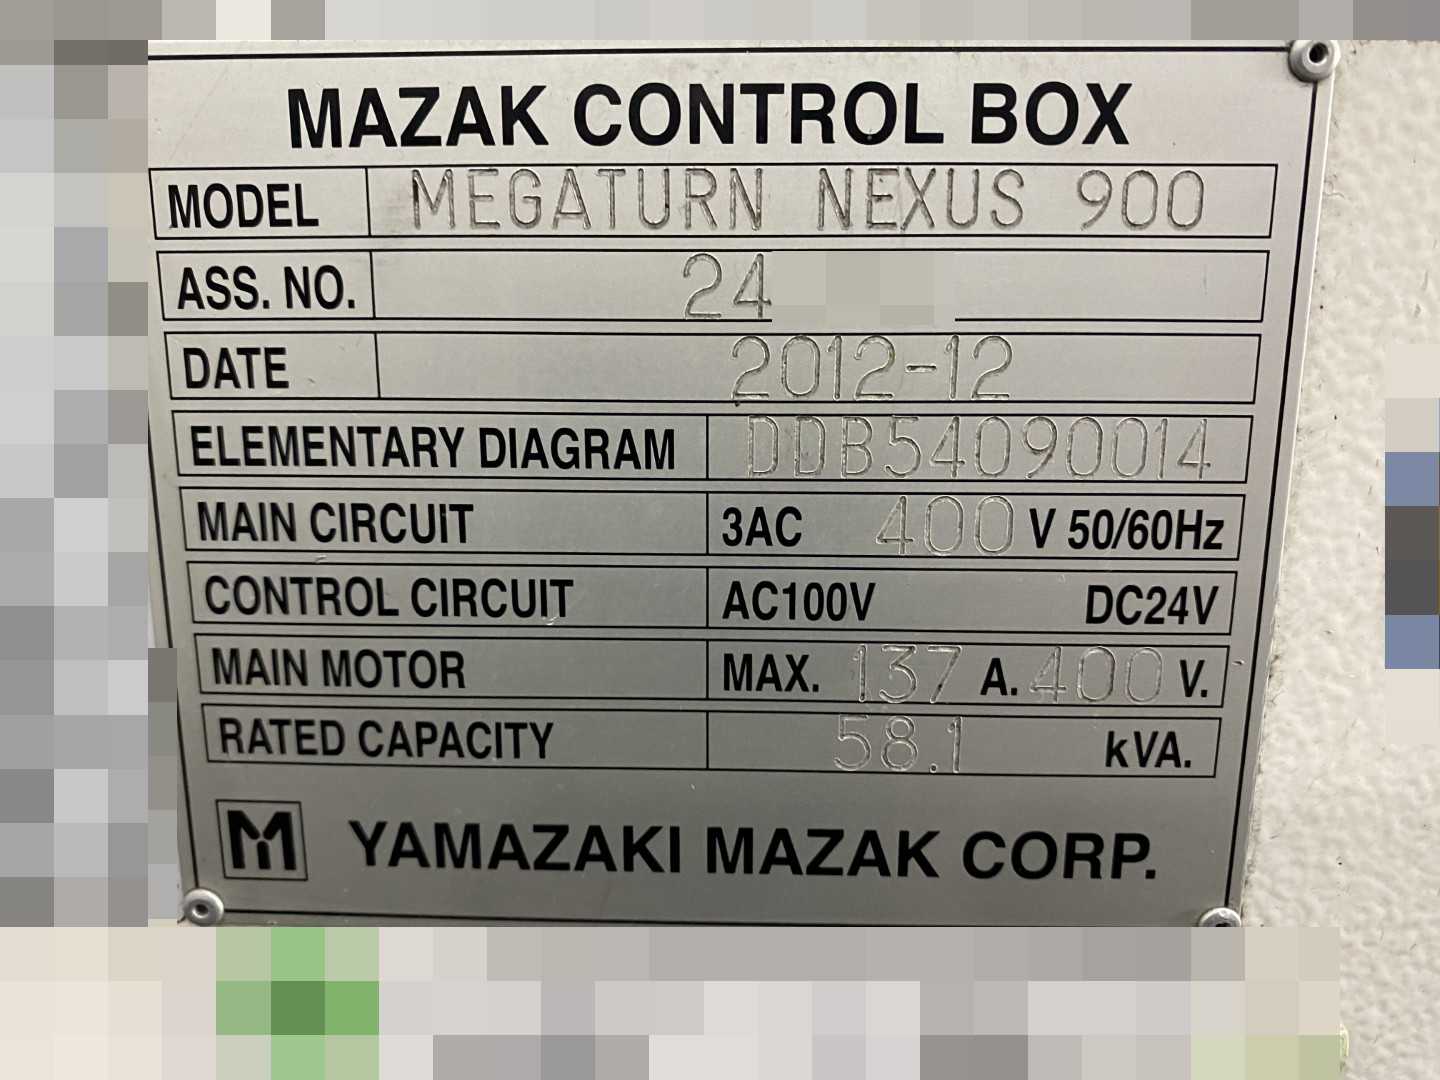 MAZAK CONTROL BOX
MODEL MEGATURN NEXUS 900
ASS. NO. 24
DATE 2012-12
ELEMENTARY DIAGRAM DDB54090014
MAIN CIRCUIT 3AC 400 V 50/60Hz
CONTROL CIRCUIT AC100V DC24V
MAIN MOTOR MAX. 137 A. 400 V.
RATED CAPACITY 58.1 kVA.
M YAMAZAKI MAZAK CORP.